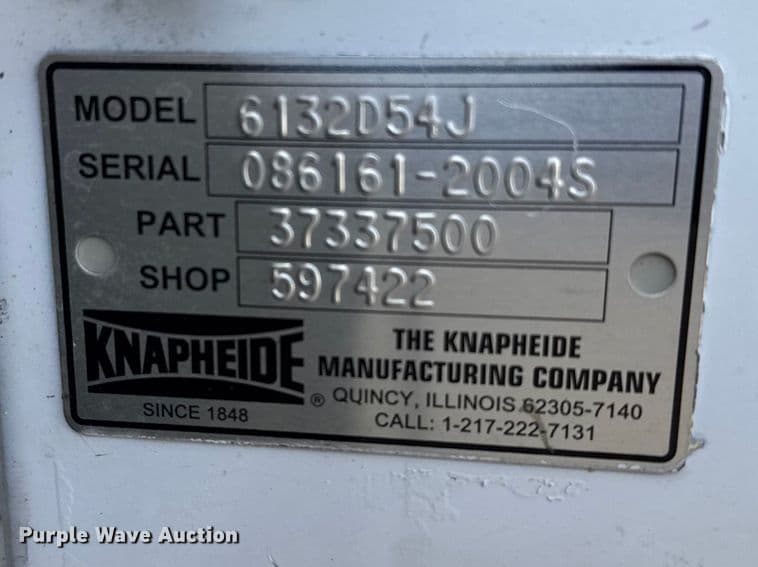 MODEL 6132D54J
SERIAL 086161-2004S
PART 37337500
SHOP 597422
KNAPHEIDE ®
SINCE 1848
THE KNAPHEIDE
MANUFACTURING COMPANY
QUINCY, ILLINOIS 62305-7140
CALL: 1-217-222-7131
Purple Wave Auction